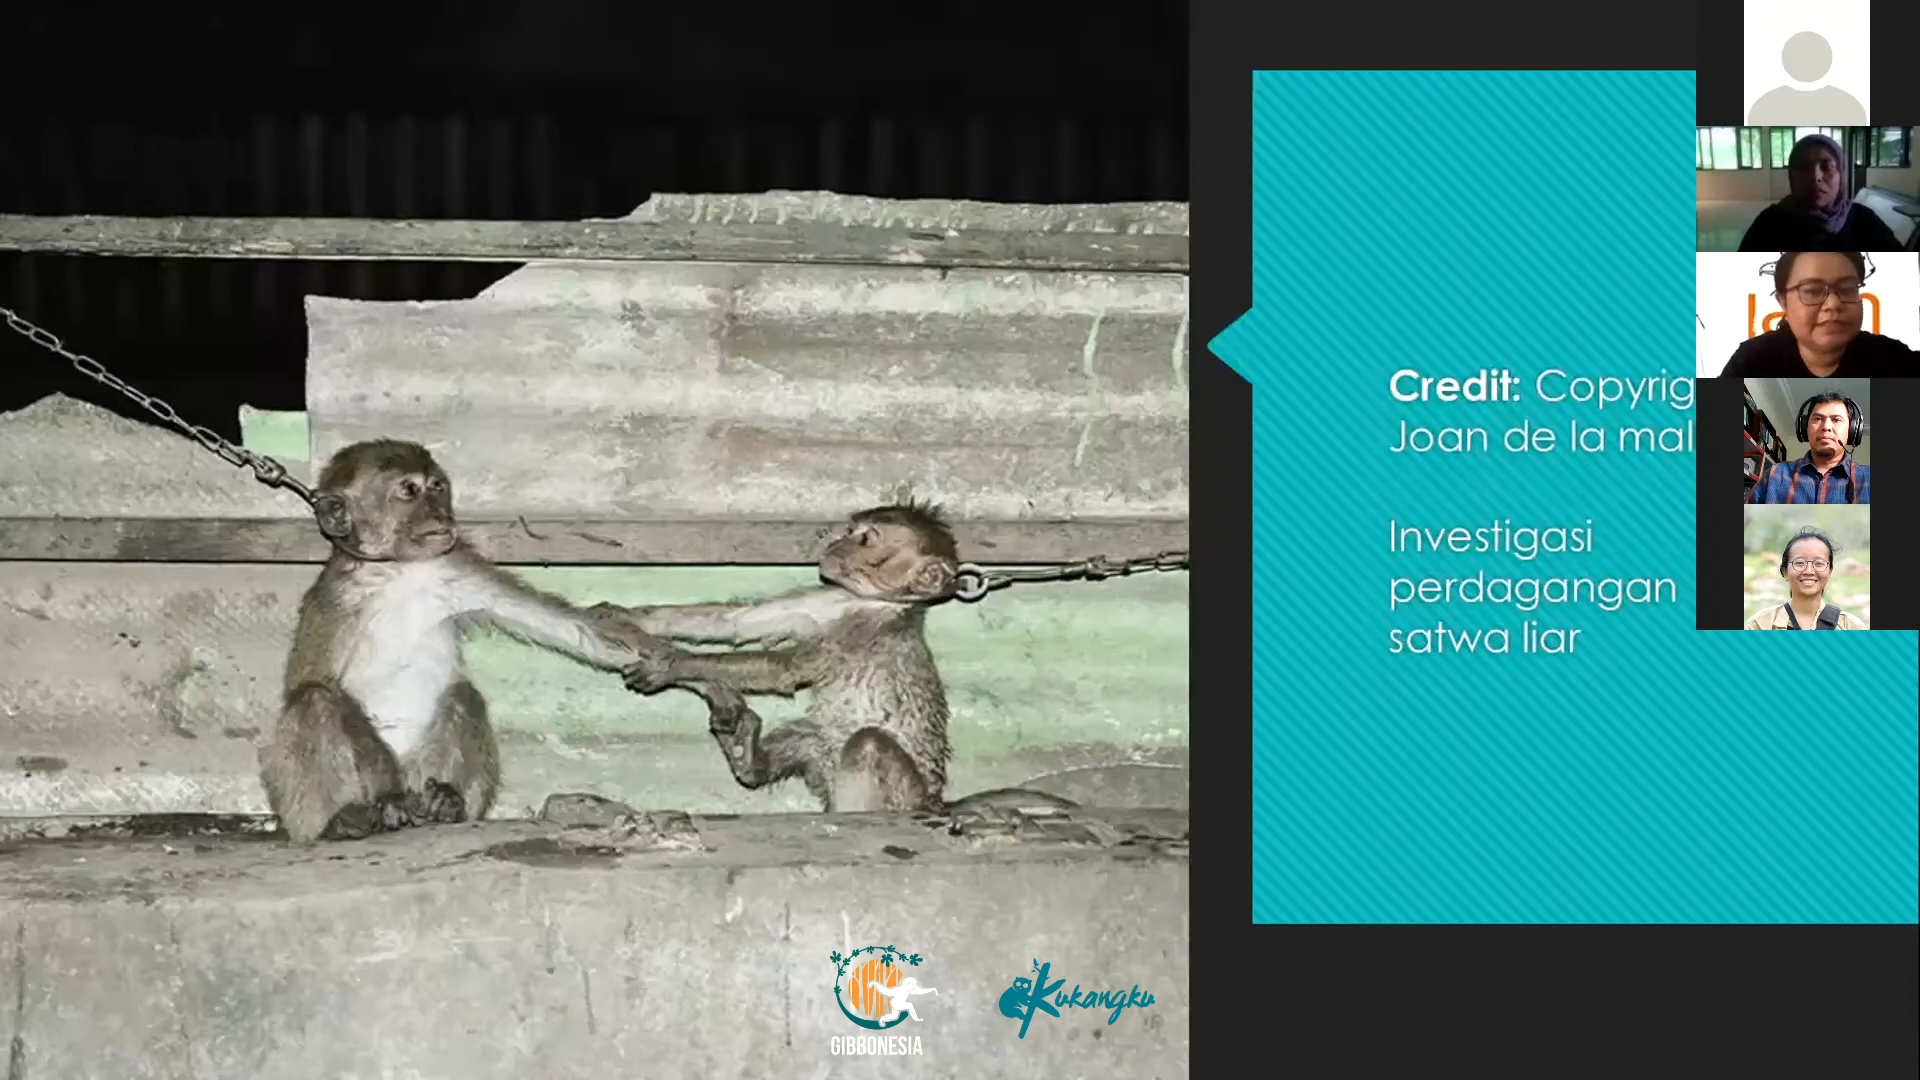 Credit: Copyrig
Joan de la mal
Investigasi
perdagangan
satwa liar
GIBBONESIA
Kukangku